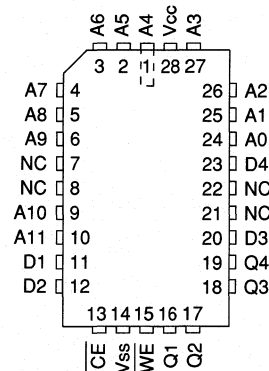 A6 A5 A4 Vcc A3
3 2 1 28 27
A7 4 26 A2
A8 5 25 A1
A9 6 24 A0
NC 7 23 D4
NC 8 22 NC
A10 9 21 NC
A11 10 20 D3
D1 11 19 Q4
D2 12 18 Q3
13 14 15 16 17
CE Vss WE Q1 Q2